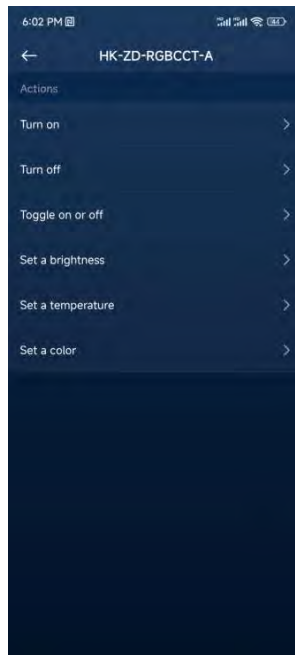 6:02 PM
HK-ZD-RGBCCT-A
Actions
Turn on
Turn off
Toggle on or off
Set a brightness
Set a temperature
Set a color